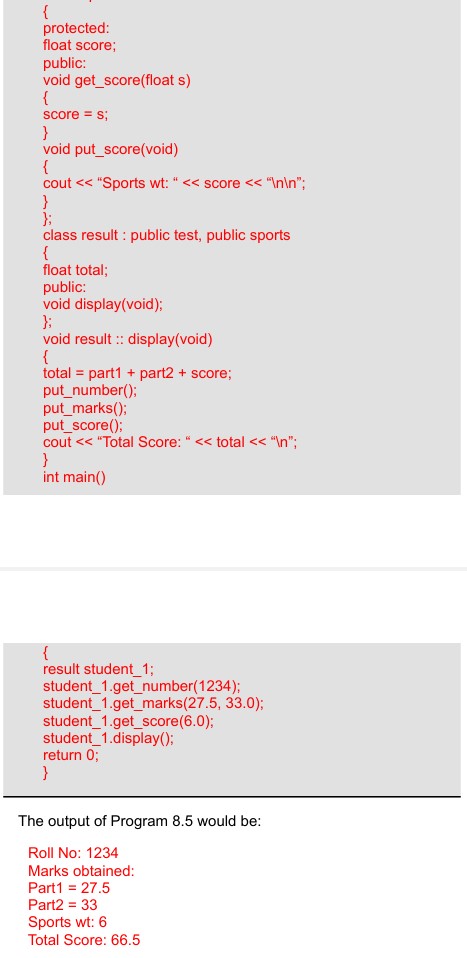 {
protected:
float score;
public:
void get_score(float s)
{
score = s;
}
void put_score(void)
{
cout << “Sports wt: “ << score << “\n\n”;
}
};
class result : public test, public sports
{
float total;
public:
void display(void);
};
void result :: display(void)
{
total = part1 + part2 + score;
put_number();
put_marks();
put_score();
cout << “Total Score: “ << total << “\n”;
}
int main()
{
result student_1;
student_1.get_number(1234);
student_1.get_marks(27.5, 33.0);
student_1.get_score(6.0);
student_1.display();
return 0;
}
The output of Program 8.5 would be:
Roll No: 1234
Marks obtained:
Part1 = 27.5
Part2 = 33
Sports wt: 6
Total Score: 66.5